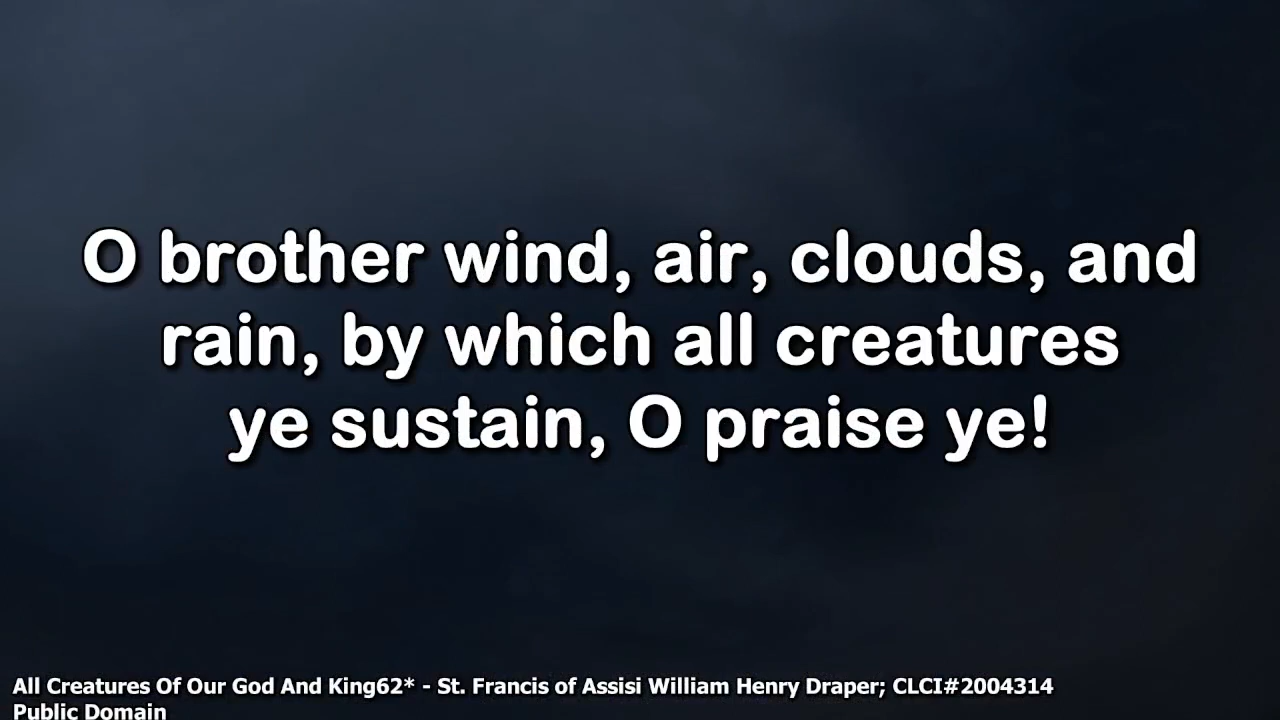 O brother wind, air, clouds, and
rain, by which all creatures
ye sustain, O praise ye!
All Creatures Of Our God And King62* - St. Francis of Assisi William Henry Draper; CLCI#2004314
Public Domain